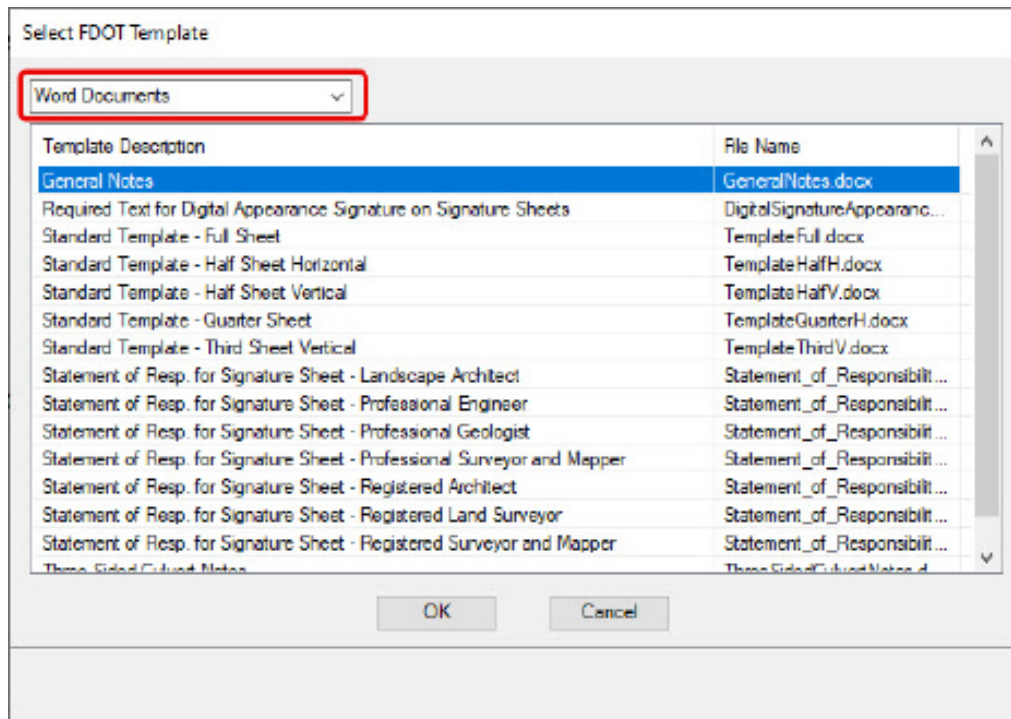 Select FDOT Template
Word Documents
Template Description File Name
General Notes GeneralNotes.docx
Required Text for Digital Appearance Signature on Signature Sheets DigitalSignatureAppearanc...
Standard Template - Full Sheet TemplateFull.docx
Standard Template - Half Sheet Horizontal TemplateHalfH.docx
Standard Template - Half Sheet Vertical TemplateHalfV.docx
Standard Template - Quarter Sheet TemplateQuarterH.docx
Standard Template - Third Sheet Vertical TemplateThirdV.docx
Statement of Resp. for Signature Sheet - Landscape Architect Statement_of_Responsibilit...
Statement of Resp. for Signature Sheet - Professional Engineer Statement_of_Responsibilit...
Statement of Resp. for Signature Sheet - Professional Geologist Statement_of_Responsibilit...
Statement of Resp. for Signature Sheet - Professional Surveyor and Mapper Statement_of_Responsibilit...
Statement of Resp. for Signature Sheet - Registered Architect Statement_of_Responsibilit...
Statement of Resp. for Signature Sheet - Registered Land Surveyor Statement_of_Responsibilit...
Statement of Resp. for Signature Sheet - Registered Surveyor and Mapper Statement_of_Responsibilit...
Three Sided Culvert Notes ThreeSidedCulvertNotes.d...
OK Cancel